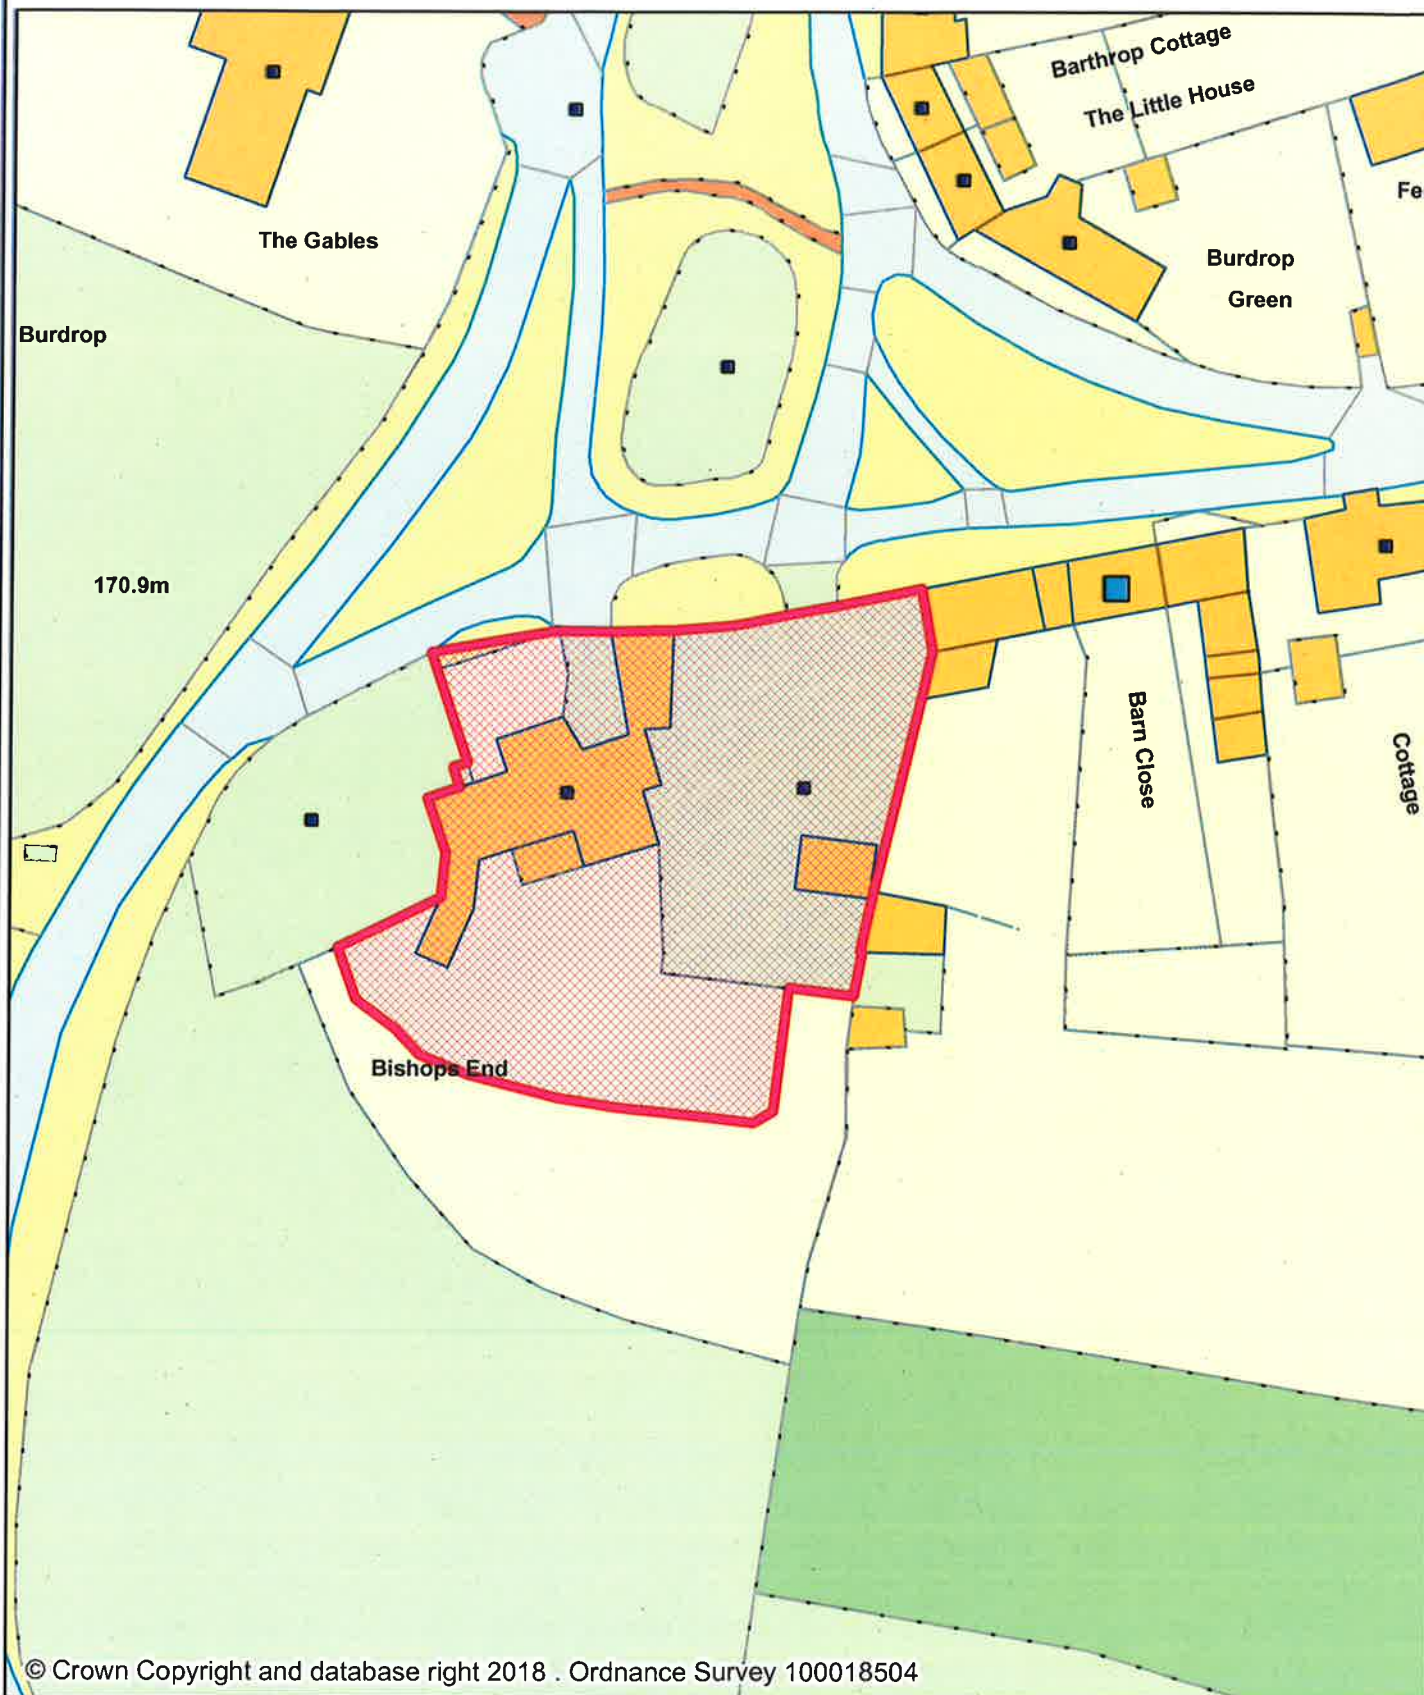 Barthrop Cottage
The Little House
Fe
The Gables
Burdrop
Green
Burdrop
170.9m
Barn Close
Cottage
Bishops End
© Crown Copyright and database right 2018 . Ordnance Survey 100018504